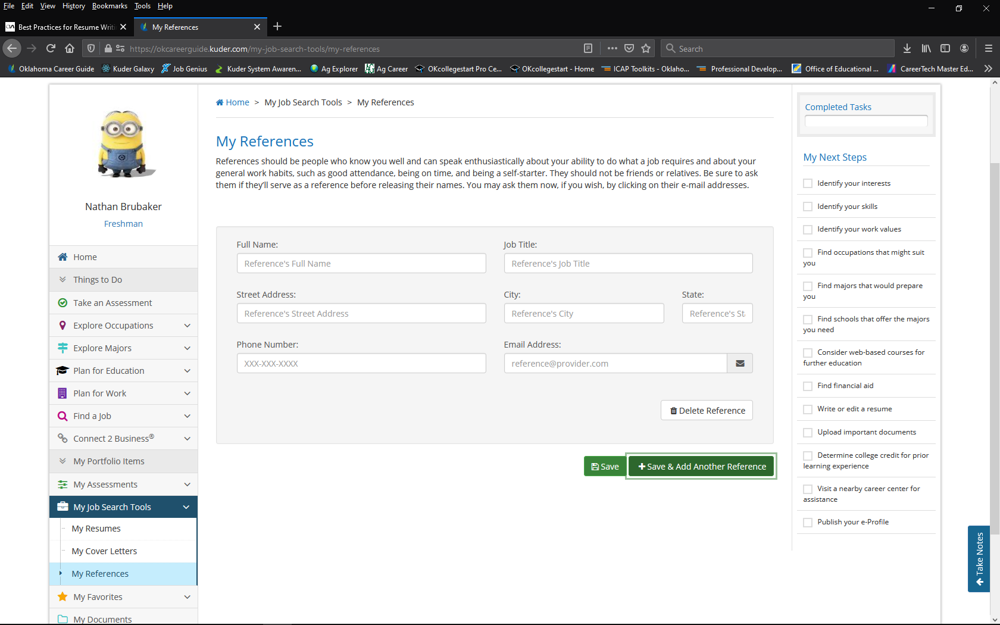 File Edit View History Bookmarks Tools Help
Best Practices for Resume Writi
My References
https://okcareerguide.kuder.com/my-job-search-tools/my-references
Search
Oklahoma Career Guide Kuder Galaxy Job Genius Kuder System Awaren... Ag Explorer Ag Career OKcollegestart Pro Ce... OKcollegestart - Home ICAP Toolkits - Oklaho... Professional Develop... Office of Educational ... CareerTech Master Ed...
Nathan Brubaker
Freshman
Home
Things to Do
Take an Assessment
Explore Occupations
Explore Majors
Plan for Education
Plan for Work
Find a Job
Connect 2 Business®
My Portfolio Items
My Assessments
My Job Search Tools
My Resumes
My Cover Letters
My References
My Favorites
My Documents
Home > My Job Search Tools > My References
My References
References should be people who know you well and can speak enthusiastically about your ability to do what a job requires and about your
general work habits, such as good attendance, being on time, and being a self-starter. They should not be friends or relatives. Be sure to ask
them if they'll serve as a reference before releasing their names. You may ask them now, if you wish, by clicking on their e-mail addresses.
Full Name: Job Title:
Reference's Full Name Reference's Job Title
Street Address: City: State:
Reference's Street Address Reference's City Reference's St
Phone Number: Email Address:
XXX-XXX-XXXX reference@provider.com
Delete Reference
Save Save & Add Another Reference
Completed Tasks
My Next Steps
Identify your interests
Identify your skills
Identify your work values
Find occupations that might suit
you
Find majors that would prepare
you
Find schools that offer the majors
you need
Consider web-based courses for
further education
Find financial aid
Write or edit a resume
Upload important documents
Determine college credit for prior
learning experience
Visit a nearby career center for
assistance
Publish your e-Profile
Take Notes